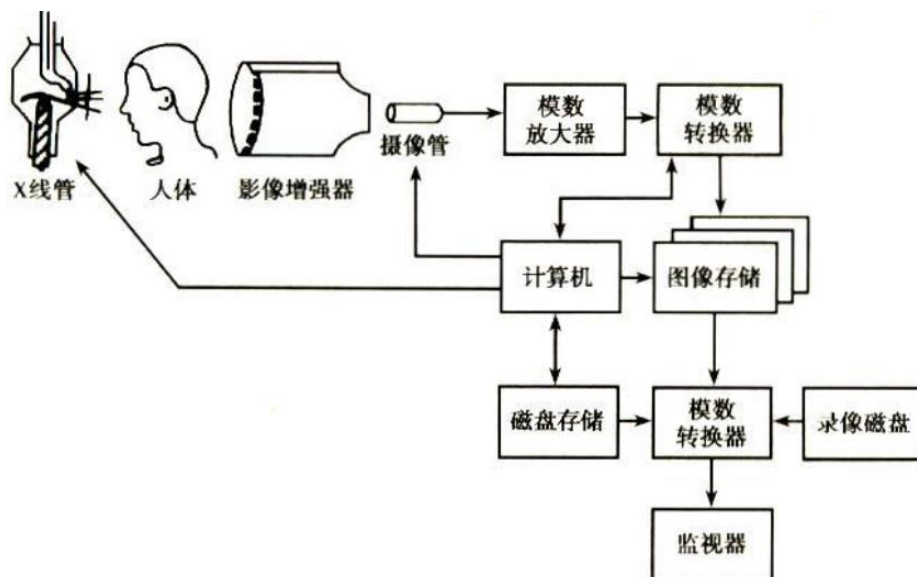 模数
放大器
模数
转换器
摄像管
X线管
人体
影像增强器
计算机
图像存储
磁盘存储
模数
转换器
录像磁盘
监视器